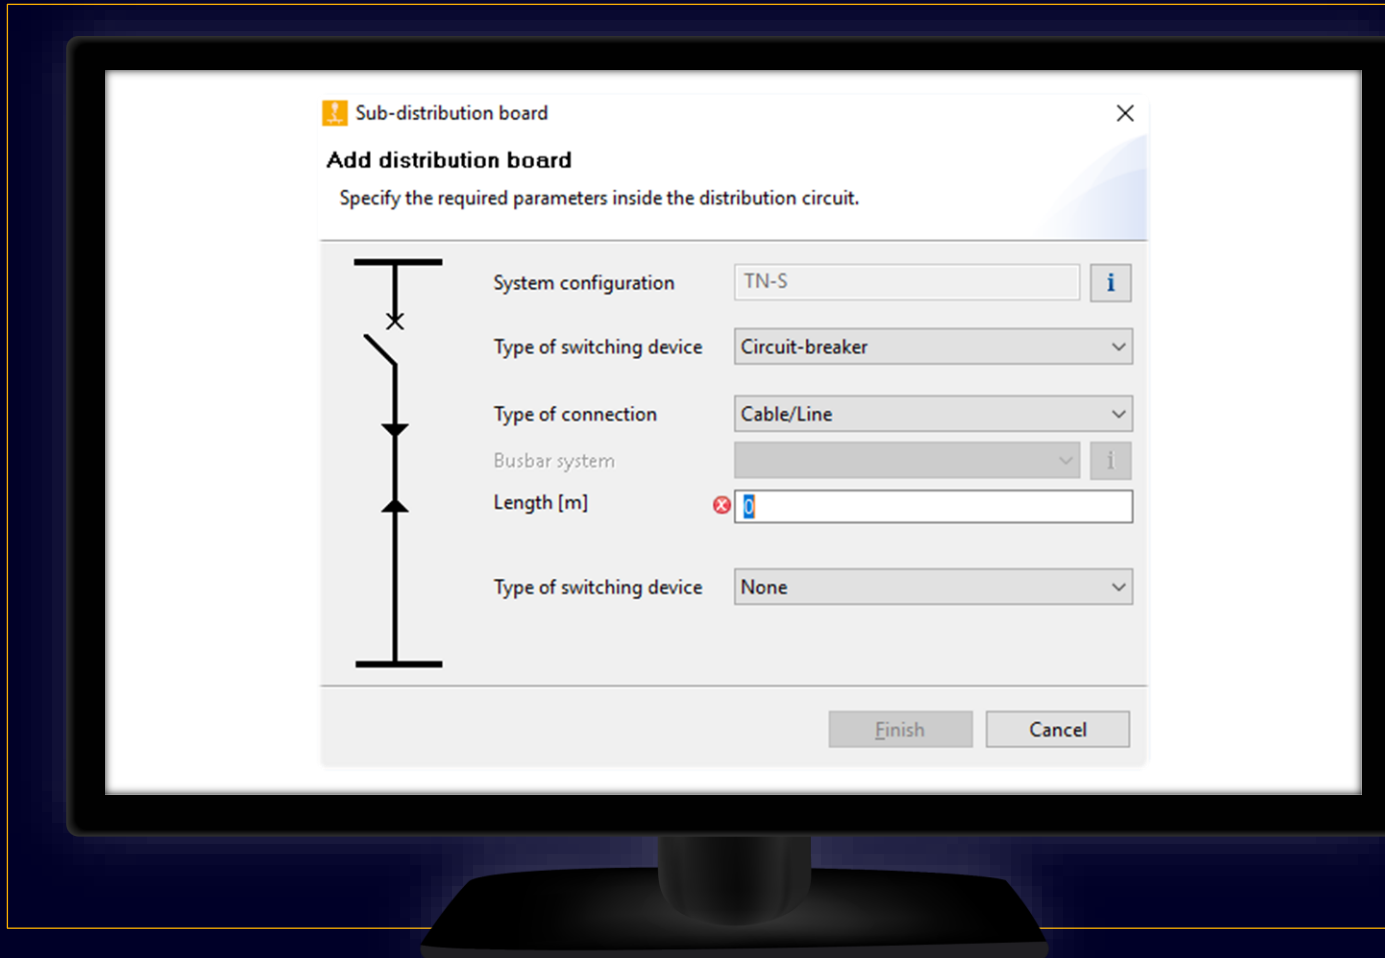 Sub-distribution board
Add distribution board
Specify the required parameters inside the distribution circuit.
System configuration TN-S i
Type of switching device Circuit-breaker
Type of connection Cable/Line
Busbar system i
Length [m] 0
Type of switching device None
Finish Cancel